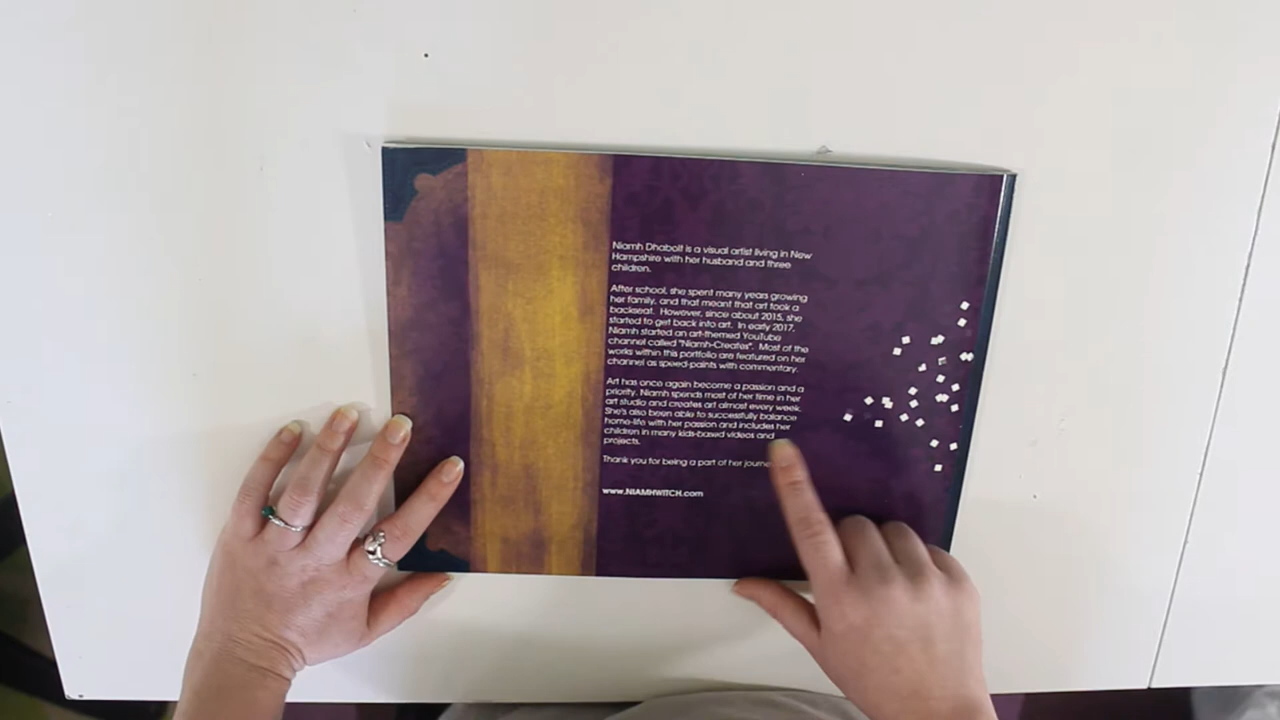 Niamh Dhabolt is a visual artist living in New
Hampshire with her husband and three
children.
After school, she spent many years growing
her family, and that meant that art took a
backseat. However, since about 2015, she
started to get back into art. In early 2017,
Niamh started an art-themed YouTube
channel called "Niamh-Creates". Most of the
works within this portfolio are featured on her
channel as speed-paints with commentary.
Art has once again become a passion and a
priority. Niamh spends most of her time in her
art studio and creates art almost every week.
She's also been able to successfully balance
home-life with her passion and includes her
children in many kids-based videos and
projects.
Thank you for being a part of her
www.NIAMHWITCH.com